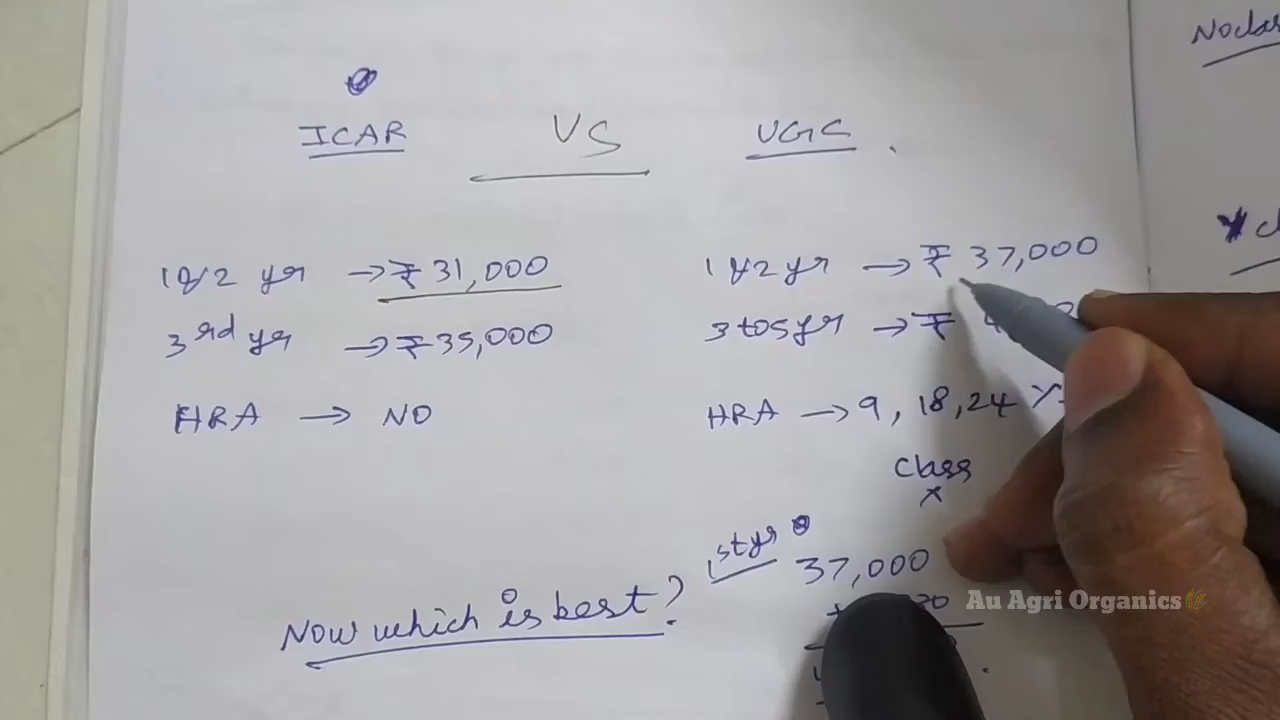 ICAR VS UGC.
1&2 yr → ₹31,000
3rd yr → ₹35,000
HRA → NO
1&2 yr → ₹ 37,000
3 to 5 yr → ₹
HRA → 9, 18, 24 %
Class
x
1st yr
37,000
Now which is best?
Au Agri Organics